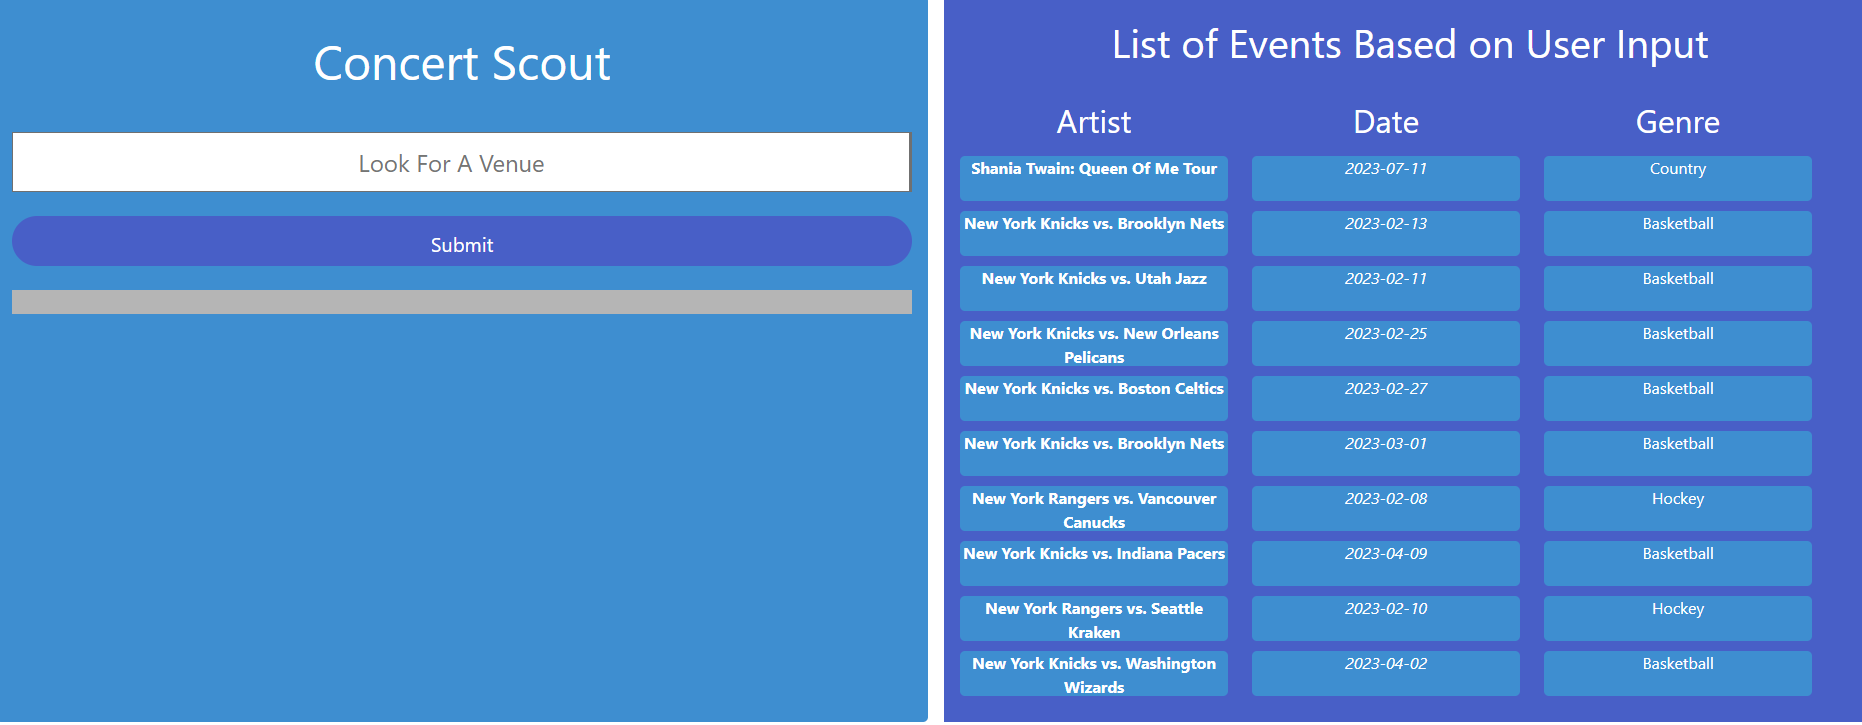 Concert Scout
Look For A Venue
Submit
List of Events Based on User Input
Artist Date Genre
Shania Twain: Queen Of Me Tour 2023-07-11 Country
New York Knicks vs. Brooklyn Nets 2023-02-13 Basketball
New York Knicks vs. Utah Jazz 2023-02-11 Basketball
New York Knicks vs. New Orleans 2023-02-25 Basketball
Pelicans
New York Knicks vs. Boston Celtics 2023-02-27 Basketball
New York Knicks vs. Brooklyn Nets 2023-03-01 Basketball
New York Rangers vs. Vancouver 2023-02-08 Hockey
Canucks
New York Knicks vs. Indiana Pacers 2023-04-09 Basketball
New York Rangers vs. Seattle 2023-02-10 Hockey
Kraken
New York Knicks vs. Washington 2023-04-02 Basketball
Wizards